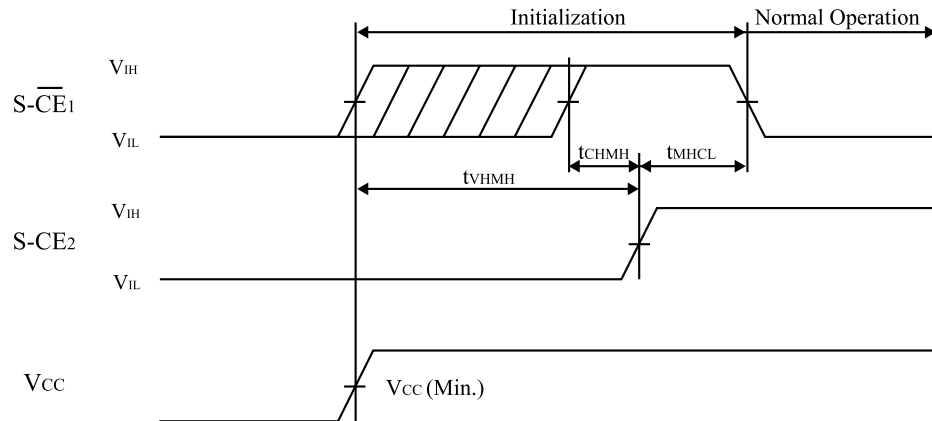 Initialization Normal Operation
VIH
S-CE1
VIL
tCHMH tMHCL
tVHMH
VIH
S-CE2
VIL
VCC
VCC (Min.)